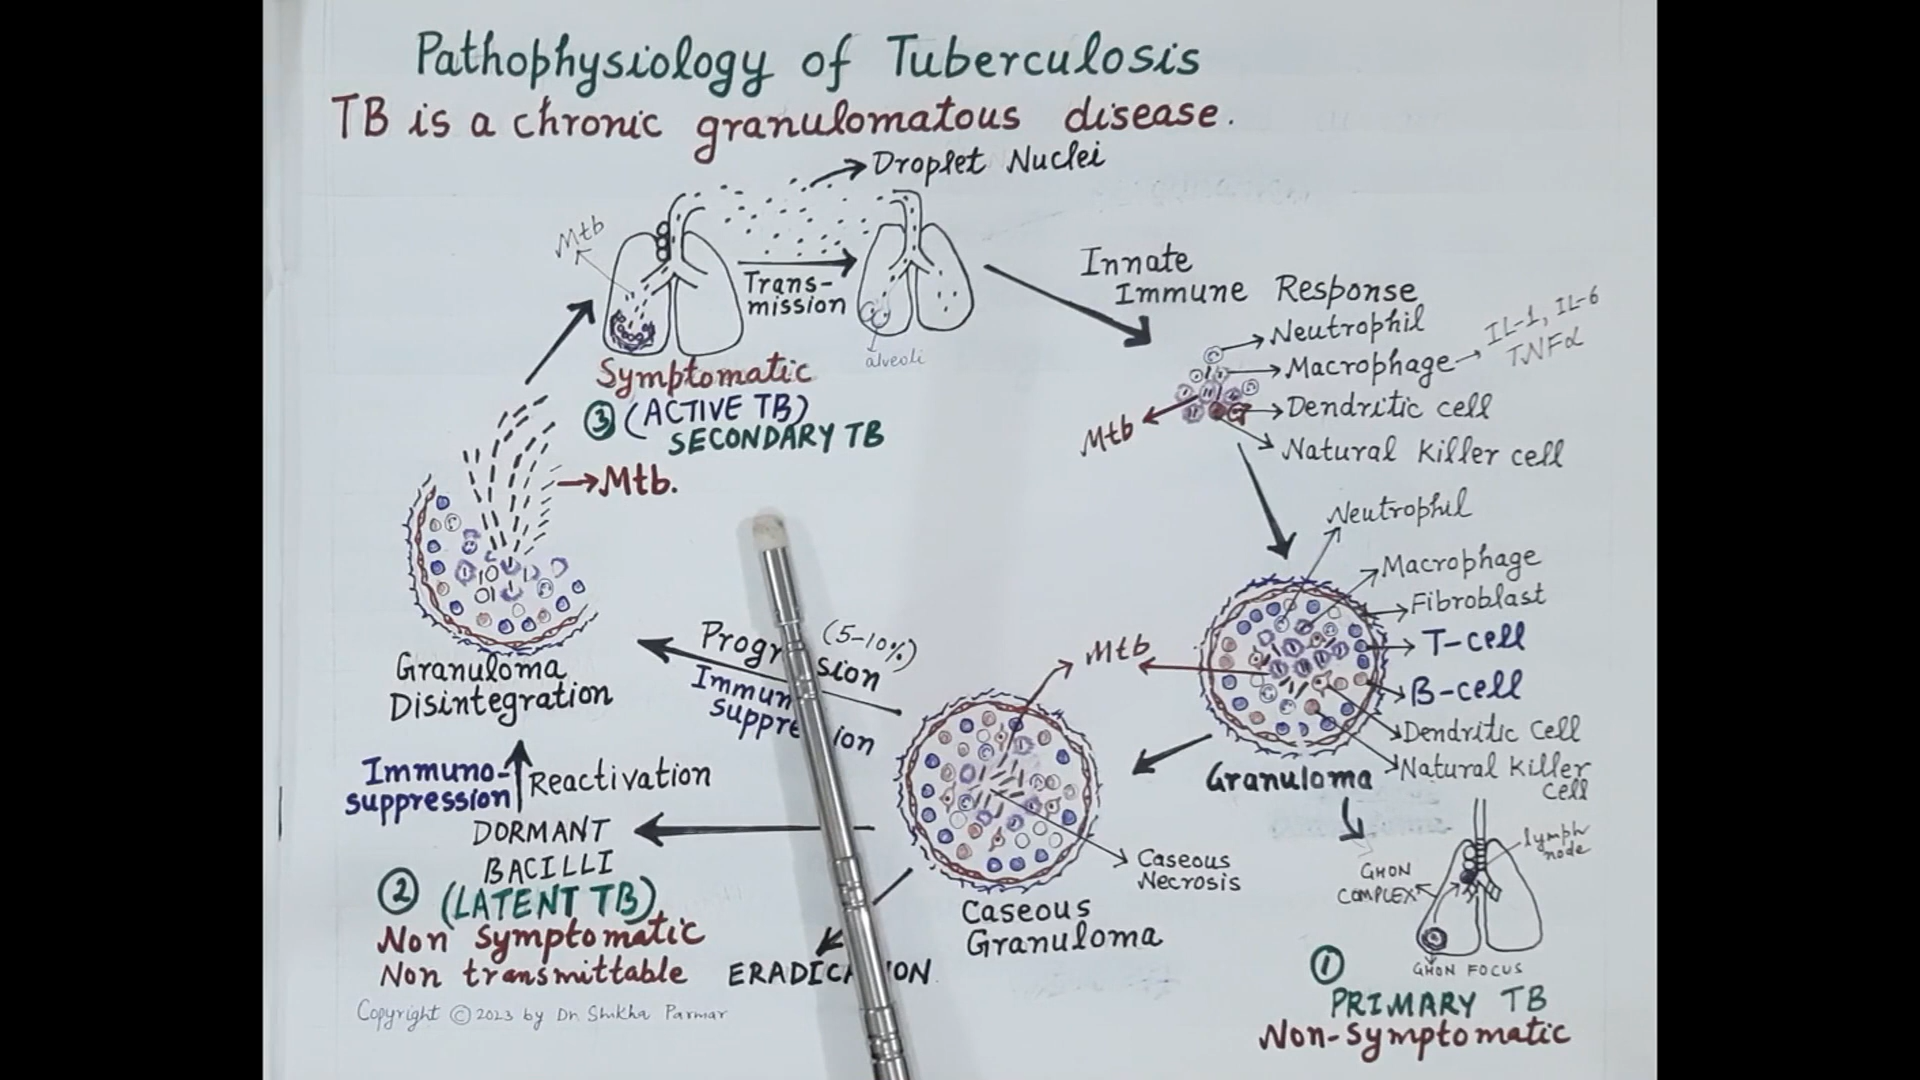 Pathophysiology of Tuberculosis
TB is a chronic granulomatous disease.
Droplet Nuclei
Mtb
Trans-
mission
alveoli
Symptomatic
③ (ACTIVE TB)
SECONDARY TB
Innate
Immune Response
Neutrophil
Macrophage
IL-1, IL-6
TNFα
Dendritic cell
Natural Killer cell
Mtb
Mtb.
Neutrophil
Macrophage
Fibroblast
T-cell
B-cell
Dendritic Cell
Natural Killer
Cell
Granuloma
Mtb
Granuloma
Disintegration
(5-10%)
Caseous
Necrosis
Caseous
Granuloma
Immuno-
suppression
Reactivation
DORMANT
BACILLI
② (LATENT TB)
Non Symptomatic
Non transmittable
Lymph
node
GHON
COMPLEX
GHON FOCUS
① PRIMARY TB
Non-Symptomatic
Copyright © 2023 by Dr Shikha Parmar